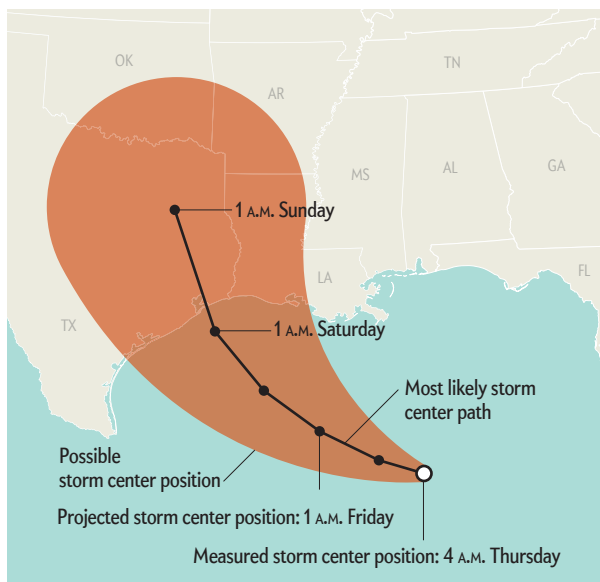 OK
TN
AR
MS
AL
GA
1 A.M. Sunday
LA
FL
TX
1 A.M. Saturday
Most likely storm
center path
Possible
storm center position
Projected storm center position: 1 A.M. Friday
Measured storm center position: 4 A.M. Thursday